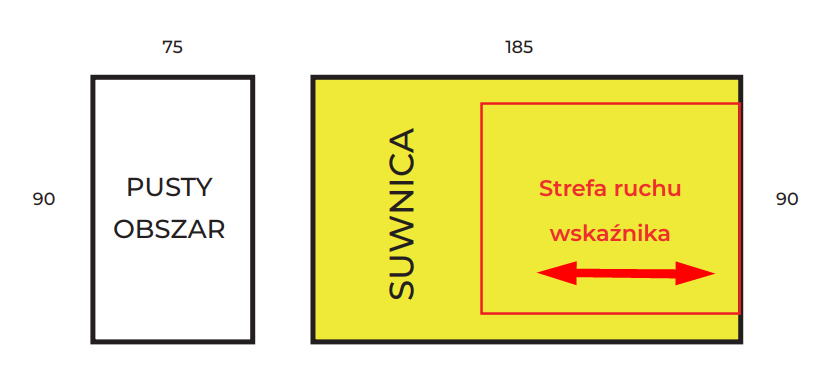 75
185
PUSTY
OBSZAR
SUWNICA
Strefa ruchu
wskaźnika
90
90